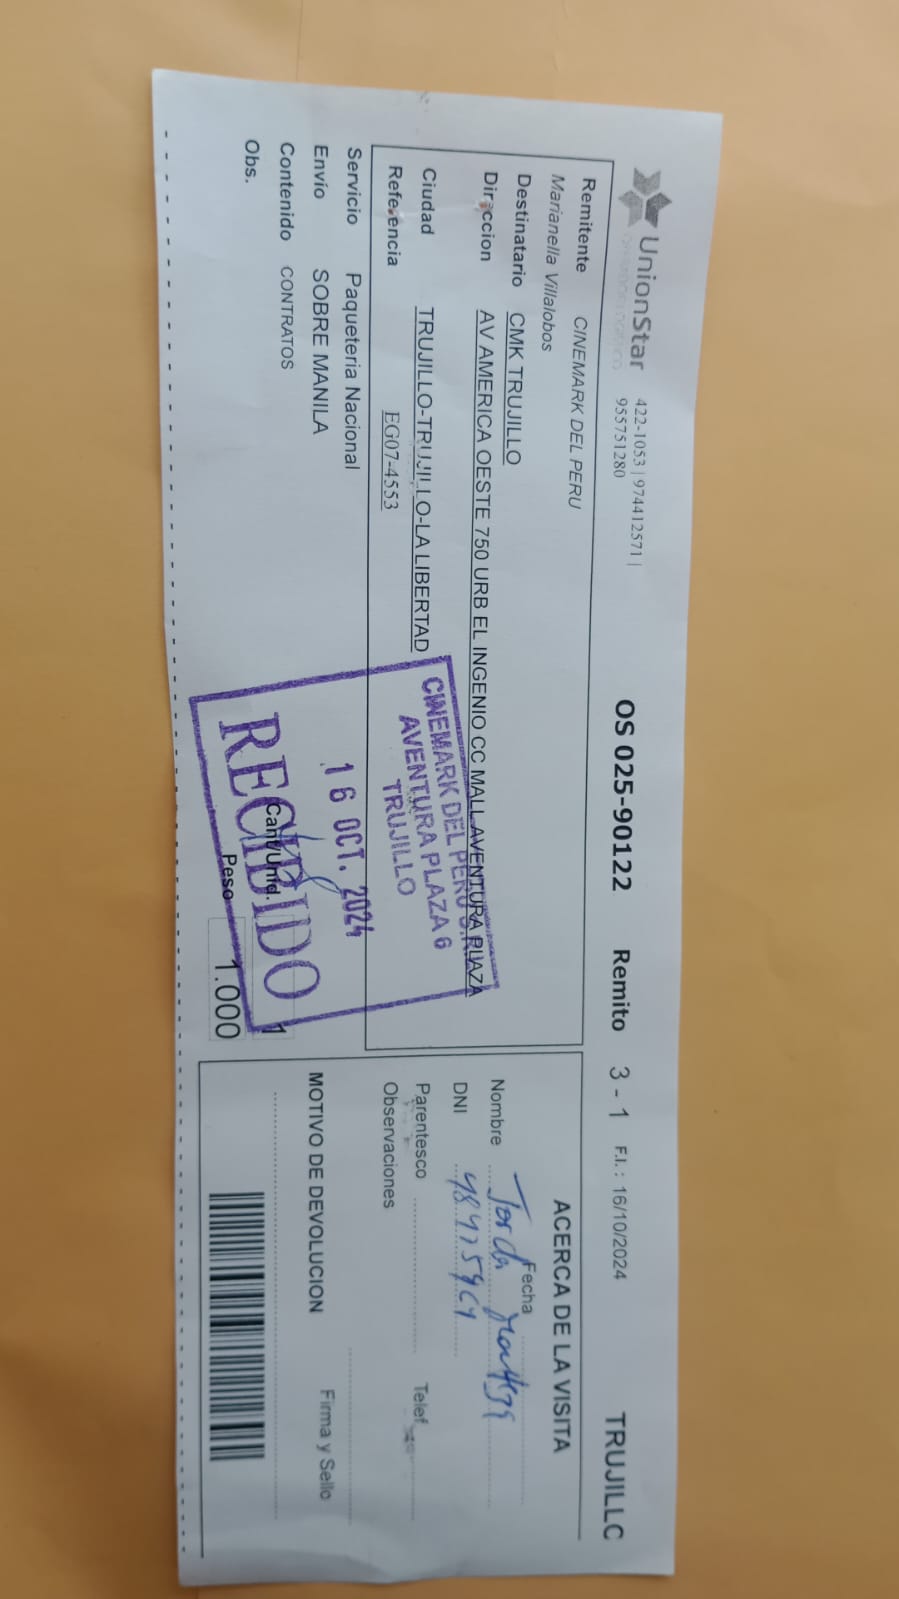 UnionStar 422-1053 | 974412571 | OS 025-90122 Remito 3 - 1 F.I.: 16/10/2024 TRUJILLC
955751280
Remitente CINEMARK DEL PERU
Marianella Villalobos
Destinatario CMK TRUJILLO
Direccion AV AMERICA OESTE 750 URB EL INGENIO CC MALL AVENTURA PLAZA
Ciudad TRUJILLO-TRUJILLO-LA LIBERTAD
Referencia EG07-4553
Servicio Paqueteria Nacional
Envío SOBRE MANILA
Contenido CONTRATOS
Obs.
Cant/Unid. 1
Peso 1.000
CINEMARK DEL PERU
AVENTURA PLAZA 6
TRUJILLO
16 OCT. 2024
RECIBIDO
ACERCA DE LA VISITA
Fecha
Nombre
DNI
Parentesco Telef
Observaciones
MOTIVO DE DEVOLUCION
Firma y Sello